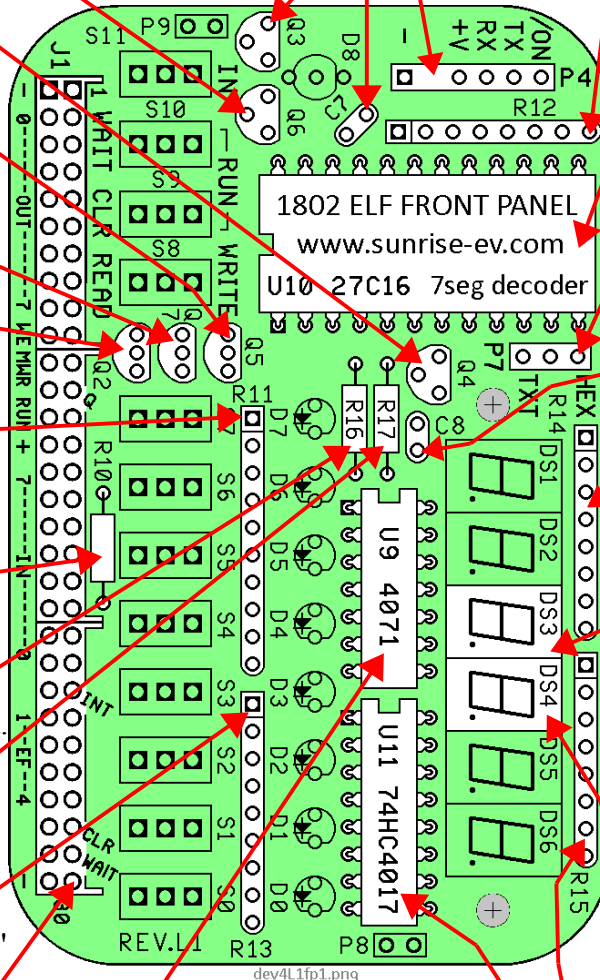 S11
P9
Q3
D8
-
+V
RX
TX
/ON
P4
J1
IN
S10
Q6
C7
R12
1 WAIT CLR READ
RUN
WRITE
S9
S8
1802 ELF FRONT PANEL
www.sunrise-ev.com
U10 27C16 7seg decoder
- 0------OUT------7 WE MWR RUN + 7------IN------0
1--EF--4 -
Q2
Q
Q5
Q4
P7
TXT
HEX
R11
R16
R17
C8
R14
D7
R10
S6
D6
DS1
S5
D5
U9 4071
DS2
S4
D4
DS3
S3
D3
DS4
INT
S2
D2
U11 74HC4017
DS5
S1
D1
DS6
CLR
WAIT
S0
D0
R15
REV.L1
R13
P8
dev4L1fp1.png